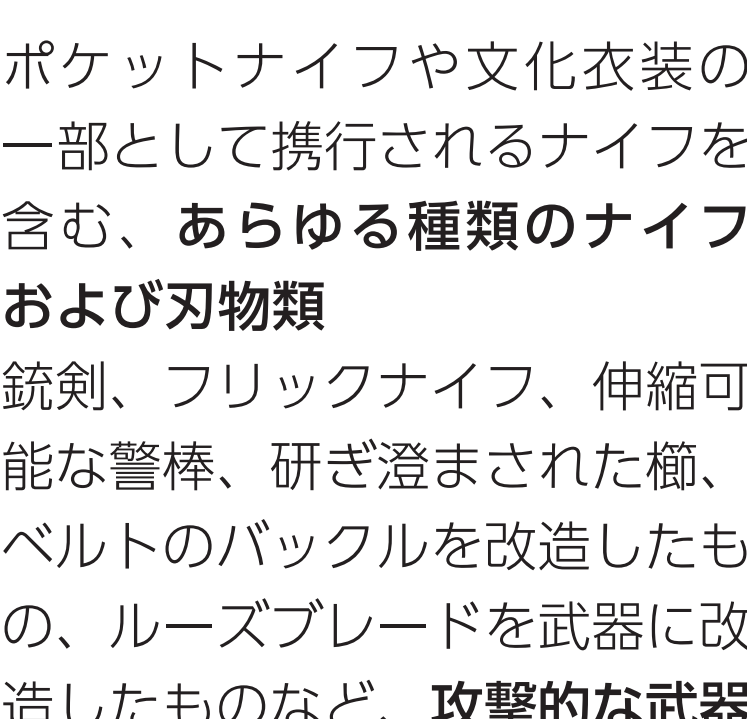 ポケットナイフや文化衣装の
一部として携行されるナイフを
含む、あらゆる種類のナイフ
および刃物類
銃剣、フリックナイフ、伸縮可
能な警棒、研ぎ澄まされた櫛、
ベルトのバックルを改造したも
の、ルーズブレードを武器に改
造したものなど、攻撃的な武器